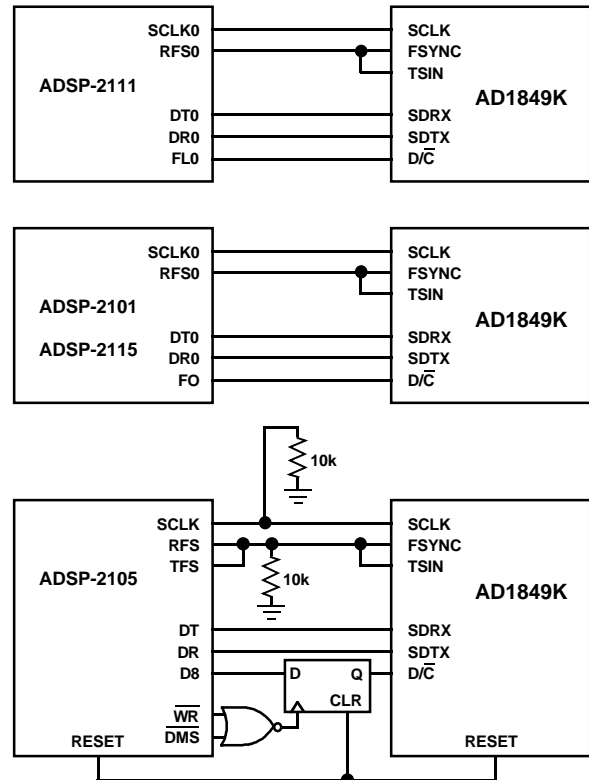 SCLK0 SCLK
RFS0 FSYNC
TSIN
ADSP-2111 AD1849K
DT0 SDRX
DR0 SDTX
FL0 D/C̅
SCLK0 SCLK
RFS0 FSYNC
TSIN
ADSP-2101 AD1849K
ADSP-2115
DT0 SDRX
DR0 SDTX
FO D/C̅
10k
SCLK SCLK
RFS FSYNC
TFS TSIN
10k
ADSP-2105 AD1849K
DT SDRX
DR SDTX
D8 D Q D/C̅
CLR
W̅R̅
D̅M̅S̅
RESET RESET